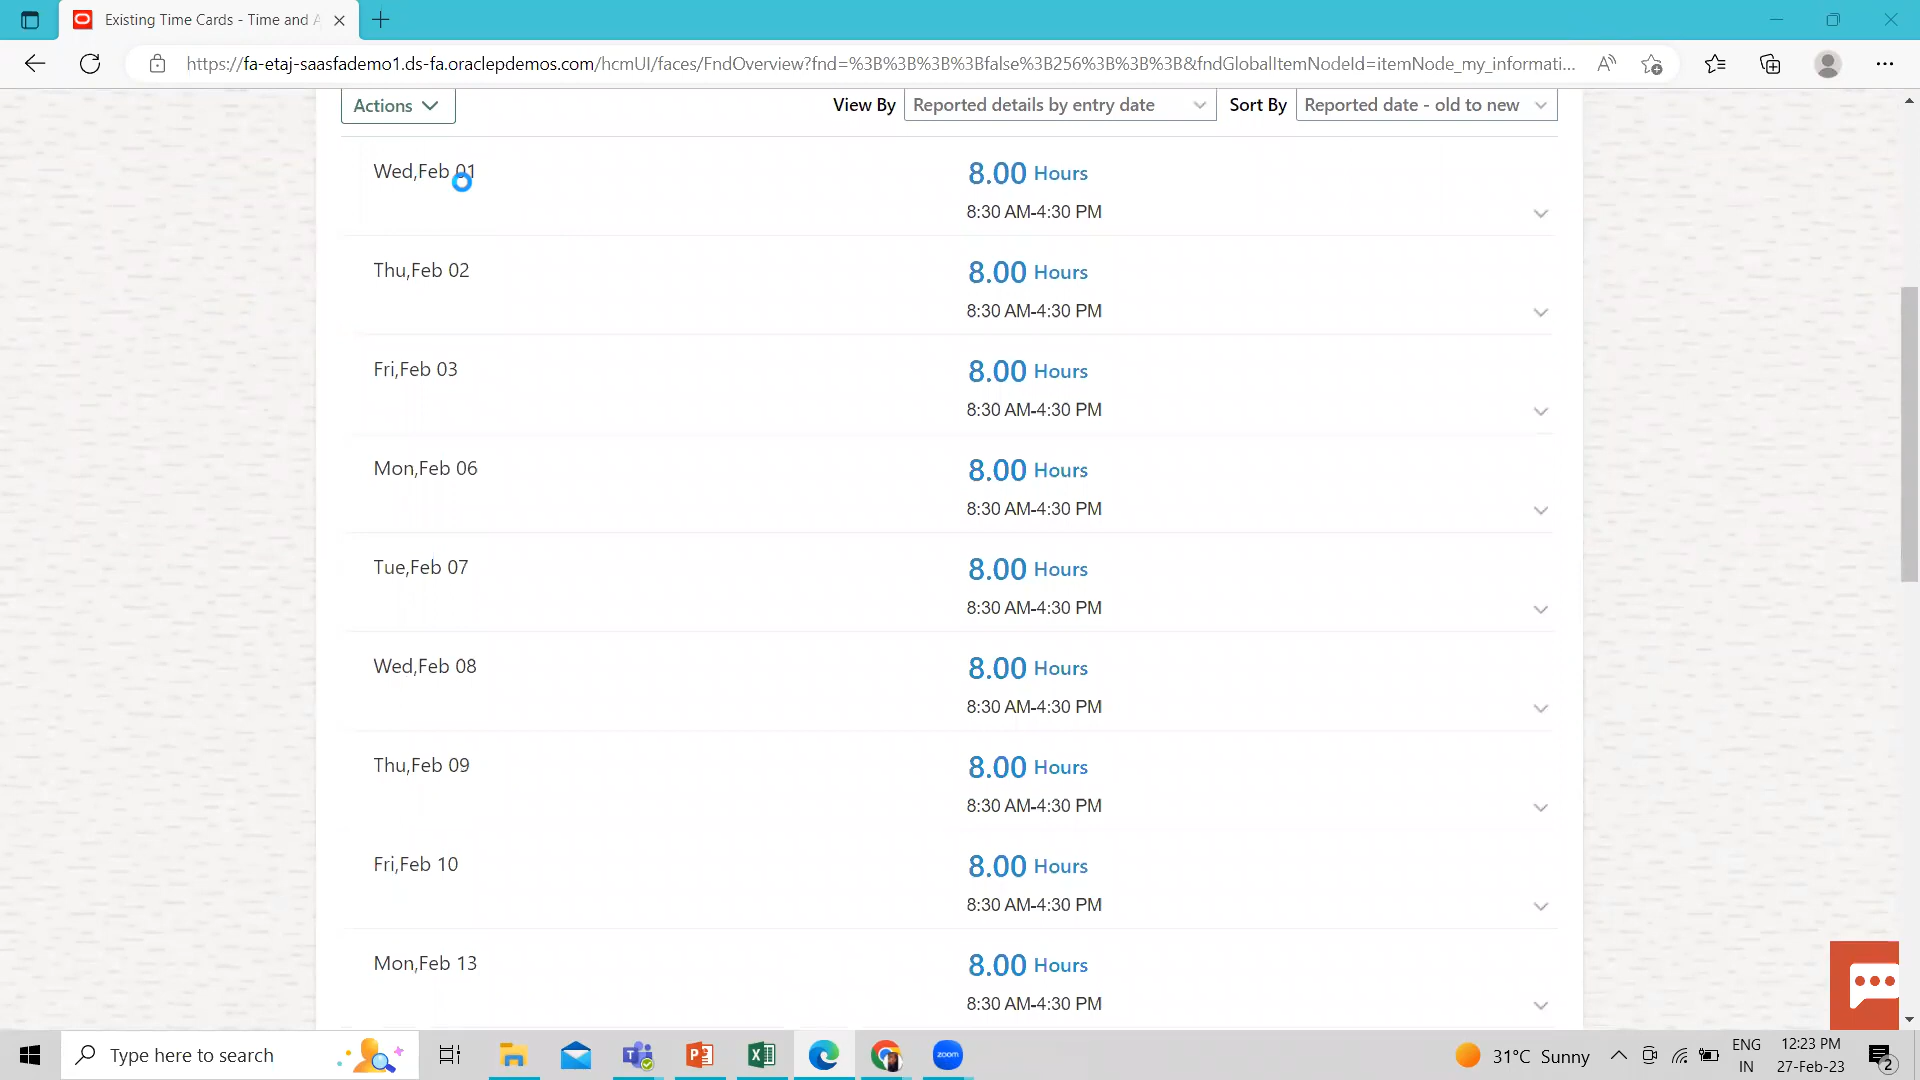 Existing Time Cards - Time and A
https://fa-etaj-saasfademo1.ds-fa.oraclepdemos.com/hcmUI/faces/FndOverview?fnd=%3B%3B%3B%3Bfalse%3B256%3B%3B%3B&fndGlobalItemNodeId=itemNode_my_informati...
Actions
View By Reported details by entry date Sort By Reported date - old to new
Wed,Feb 01 8.00 Hours
8:30 AM-4:30 PM
Thu,Feb 02 8.00 Hours
8:30 AM-4:30 PM
Fri,Feb 03 8.00 Hours
8:30 AM-4:30 PM
Mon,Feb 06 8.00 Hours
8:30 AM-4:30 PM
Tue,Feb 07 8.00 Hours
8:30 AM-4:30 PM
Wed,Feb 08 8.00 Hours
8:30 AM-4:30 PM
Thu,Feb 09 8.00 Hours
8:30 AM-4:30 PM
Fri,Feb 10 8.00 Hours
8:30 AM-4:30 PM
Mon,Feb 13 8.00 Hours
8:30 AM-4:30 PM
Type here to search
zoom
31°C Sunny
ENG
IN
12:23 PM
27-Feb-23
2